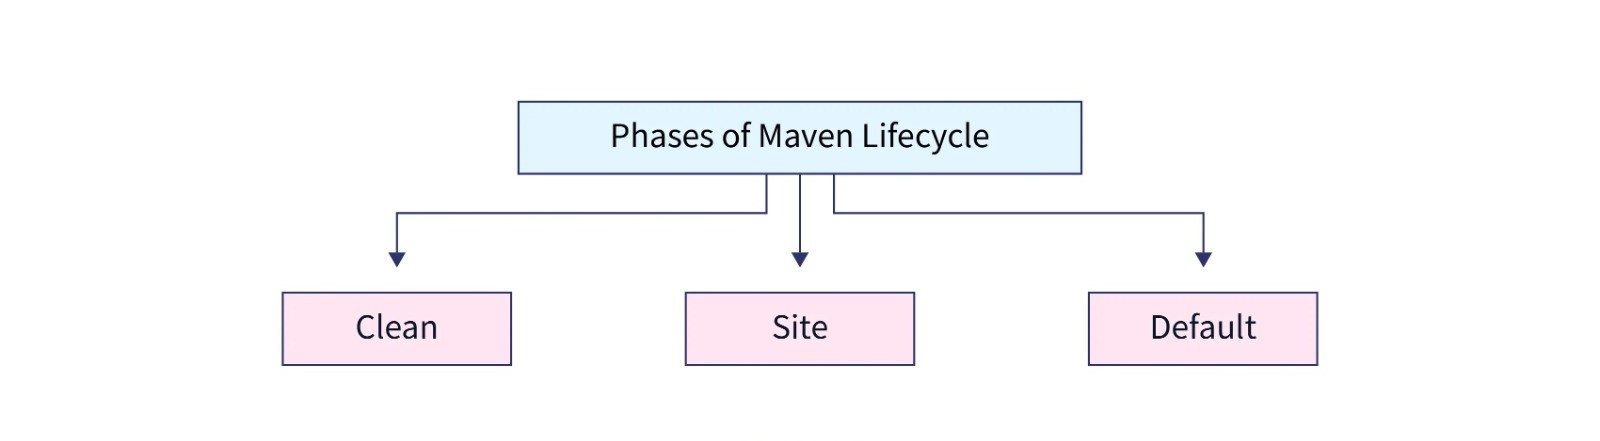 Phases of Maven Lifecycle
Clean
Site
Default